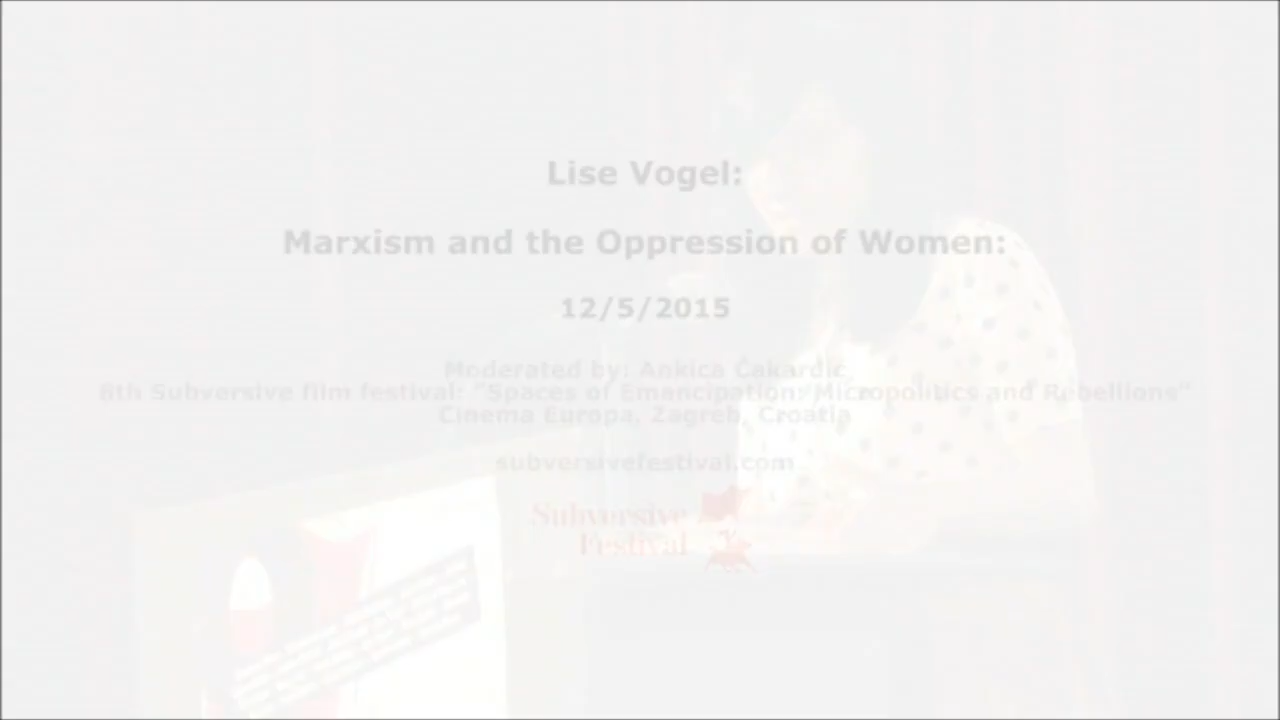 Lise Vogel:
Marxism and the Oppression of Women:
12/5/2015
Moderated by: Ankica Čakardić
8th Subversive film festival: "Spaces of Emancipation: Micropolitics and Rebellions"
Cinema Europa, Zagreb, Croatia
subversivefestival.com
Subversive
Festival